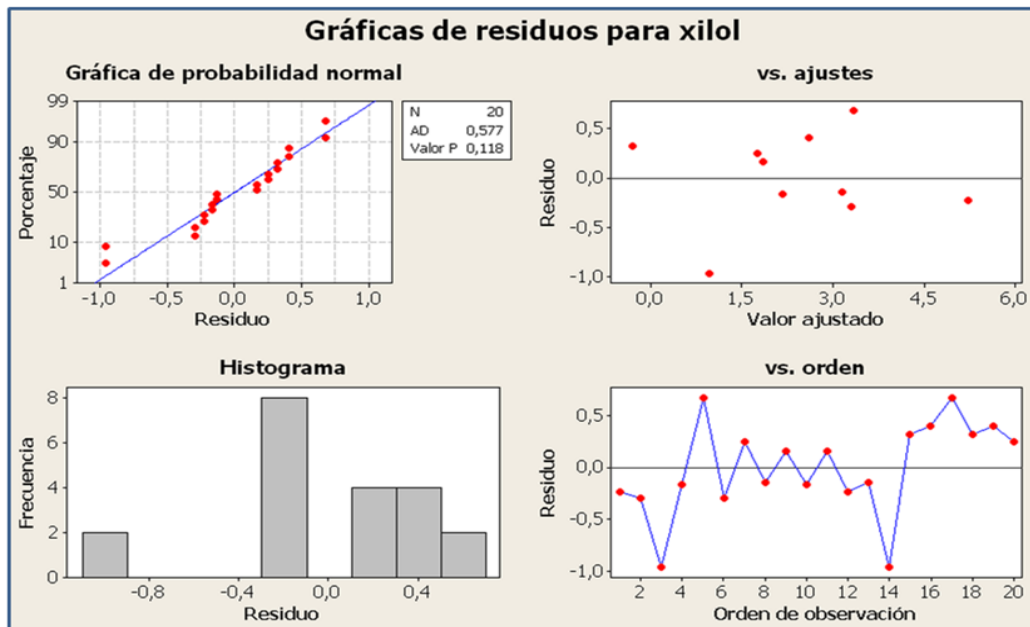 Gráficas de residuos para xilol
Gráfica de probabilidad normal
99
90
50
10
1
Porcentaje
-1,0 -0,5 0,0 0,5 1,0
Residuo
N 20
AD 0,577
Valor P 0,118
vs. ajustes
0,5
0,0
-0,5
-1,0
Residuo
0,0 1,5 3,0 4,5 6,0
Valor ajustado
Histograma
8
6
4
2
0
Frecuencia
-0,8 -0,4 0,0 0,4
Residuo
vs. orden
0,5
0,0
-0,5
-1,0
Residuo
2 4 6 8 10 12 14 16 18 20
Orden de observación